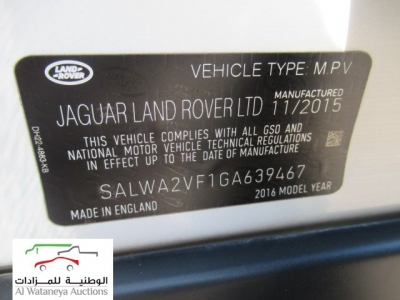 LAND
ROVER
VEHICLE TYPE: M.P.V
MANUFACTURED
JAGUAR LAND ROVER LTD 11/2015
THIS VEHICLE COMPLIES WITH ALL GSO AND
NATIONAL MOTOR VEHICLE TECHNICAL REGULATIONS
IN EFFECT UP TO THE DATE OF MANUFACTURE
SALWA2VF1GA639467
2016 MODEL YEAR
MADE IN ENGLAND
DH22-4863-KB
الوطنية للمزادات
Al Wataneya Auctions